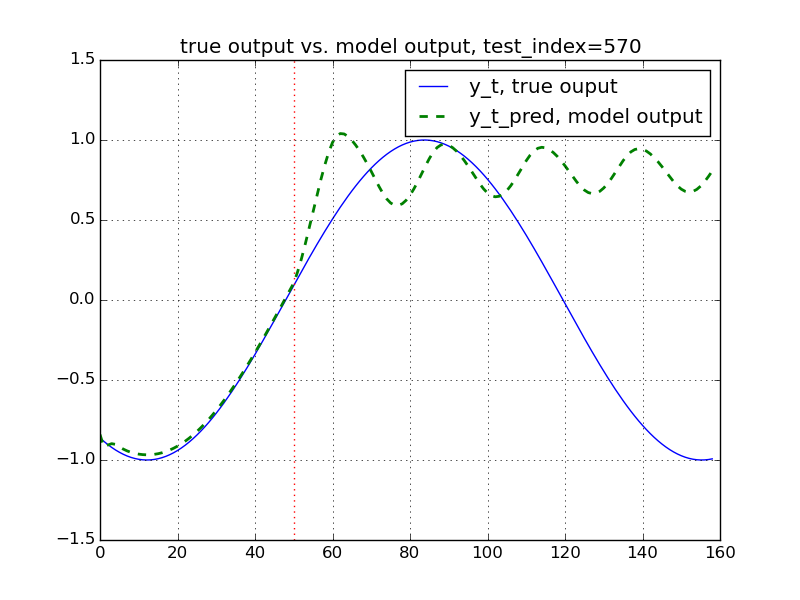 true output vs. model output, test_index=570
y_t, true ouput
y_t_pred, model output
1.5
1.0
0.5
0.0
−0.5
−1.0
−1.5
0 20 40 60 80 100 120 140 160